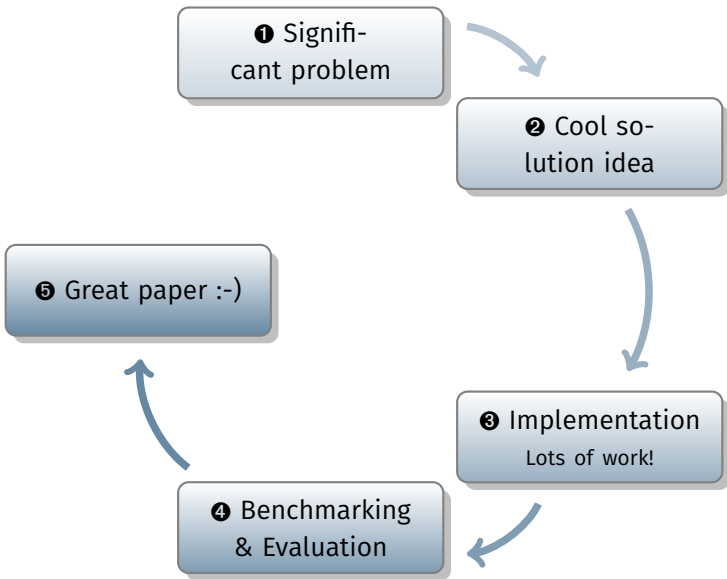 ❶ Signifi-
cant problem
❷ Cool so-
lution idea
❸ Implementation
Lots of work!
❹ Benchmarking
& Evaluation
❺ Great paper :-)